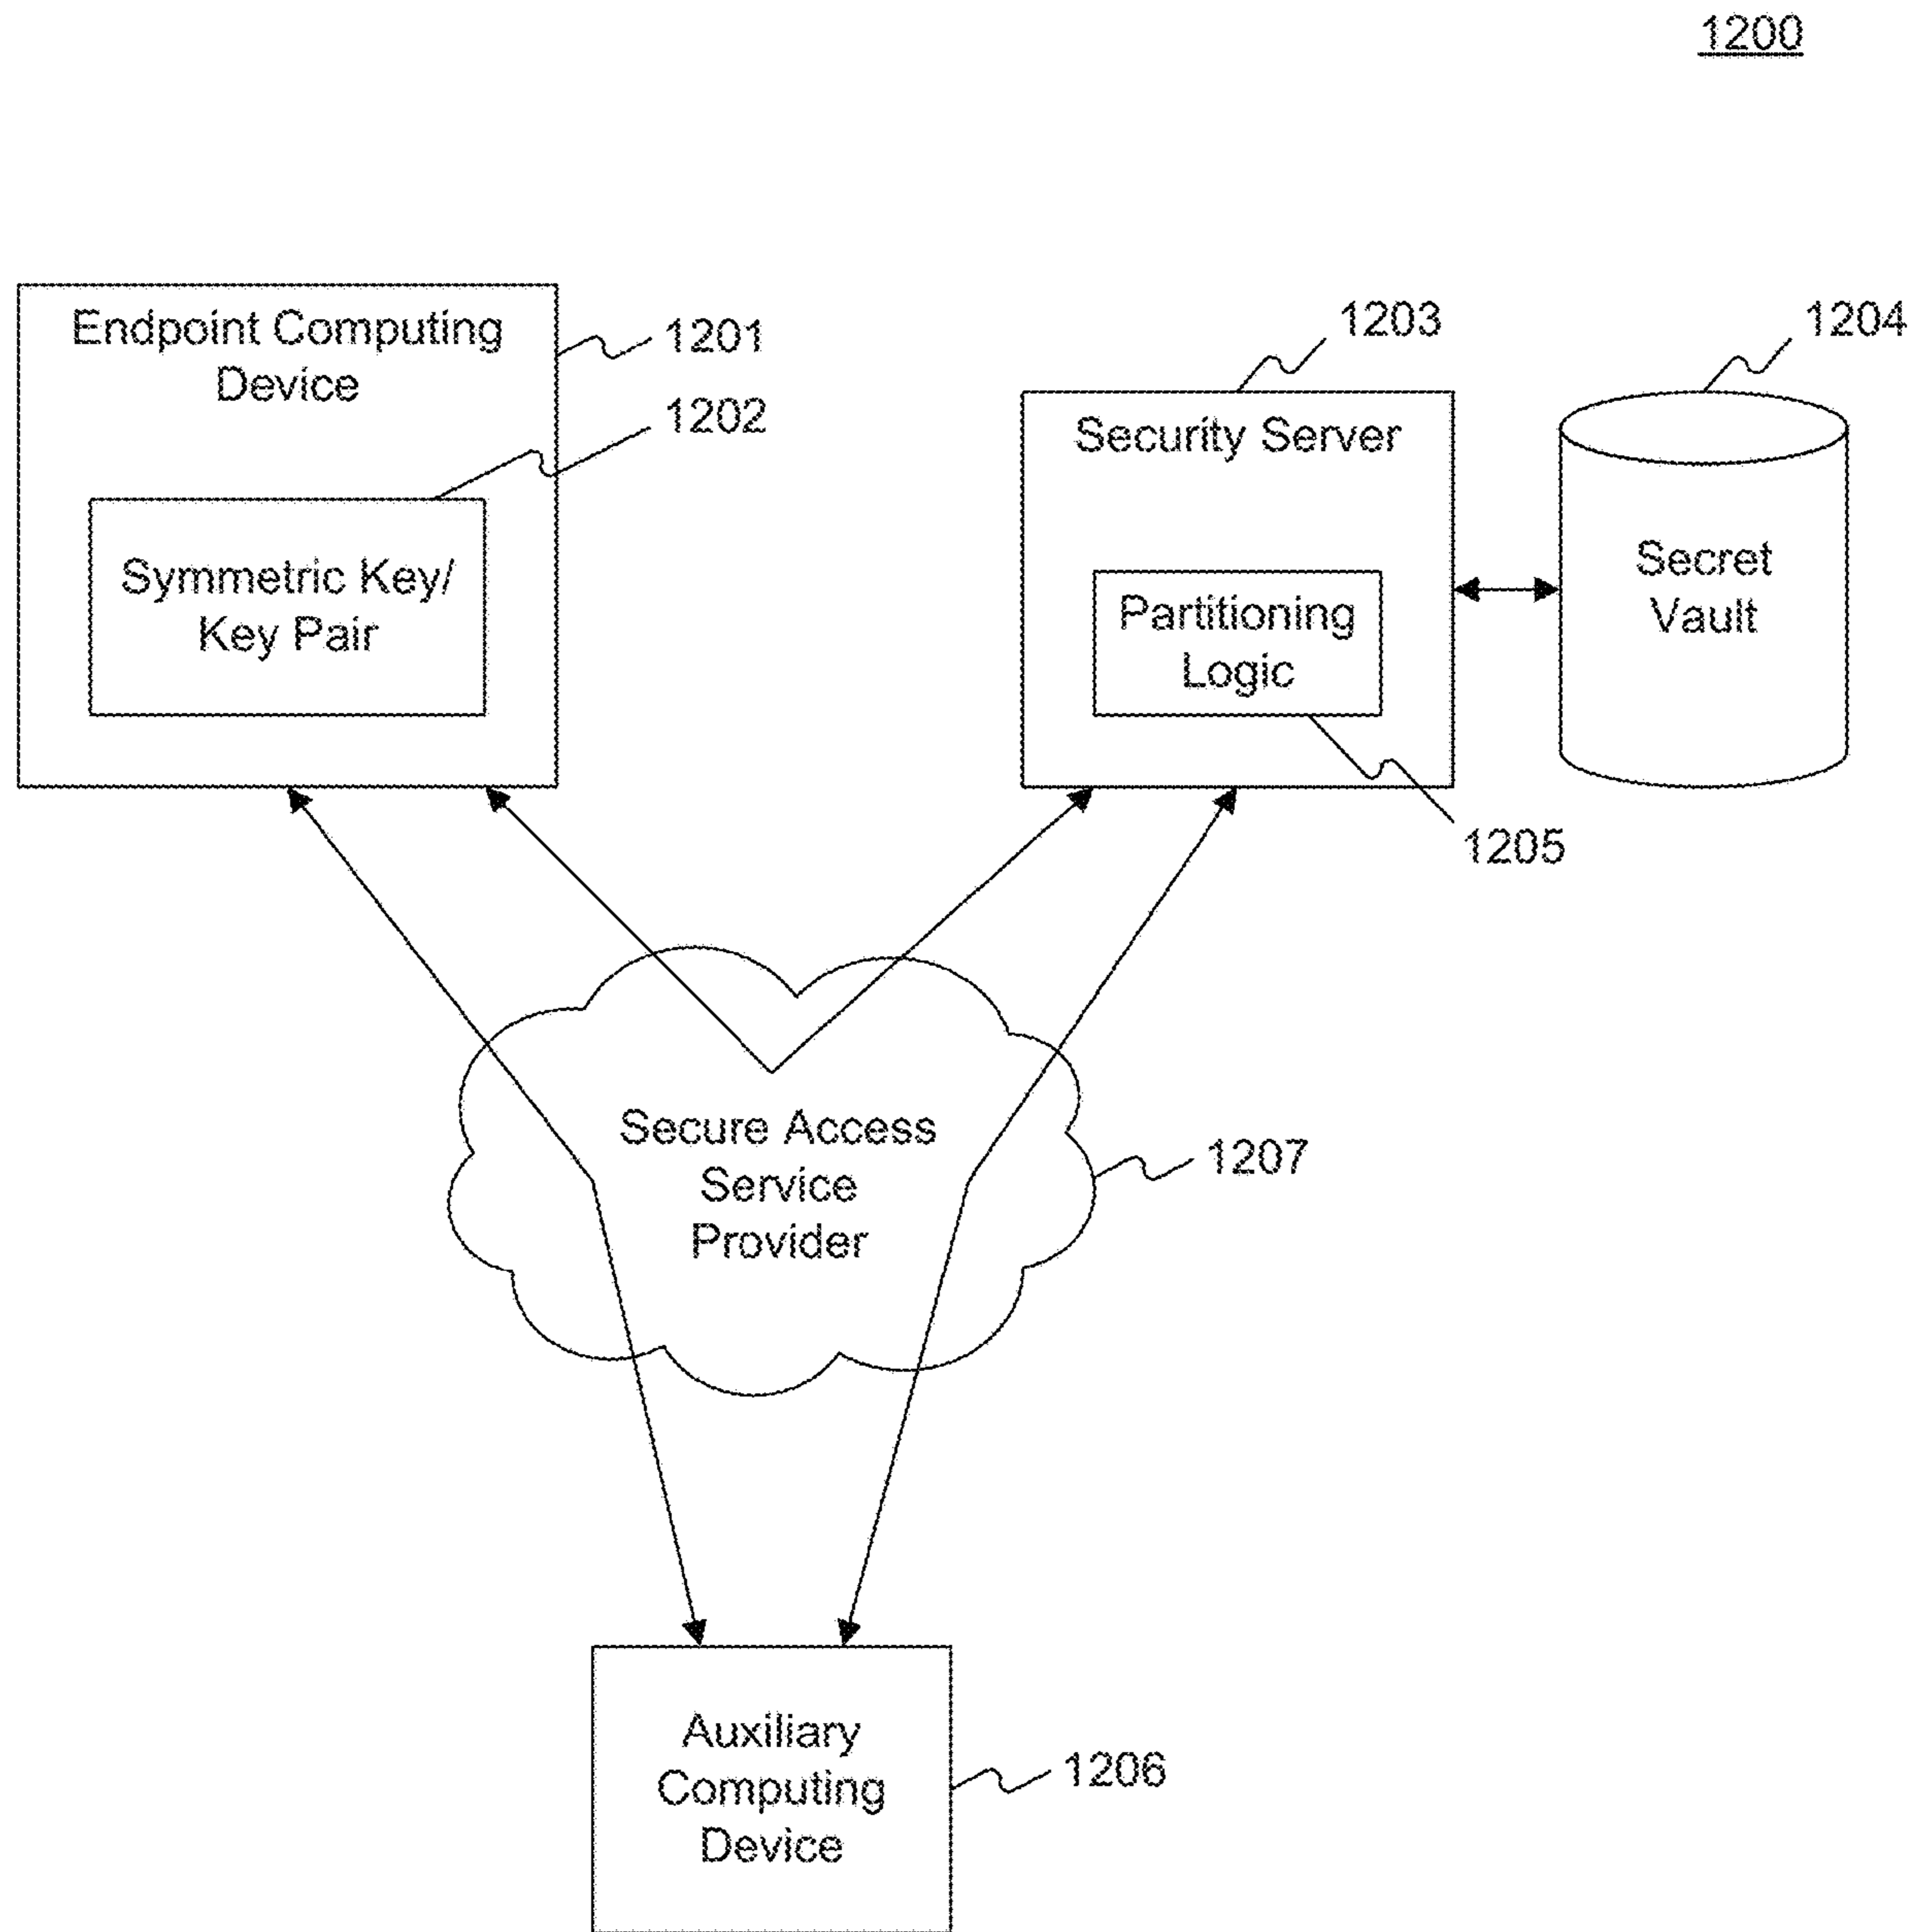 1200
Endpoint Computing
Device
1201
1202
Symmetric Key/
Key Pair
1203
Security Server
Partitioning
Logic
1205
1204
Secret
Vault
Secure Access
Service
Provider
1207
Auxiliary
Computing
Device
1206